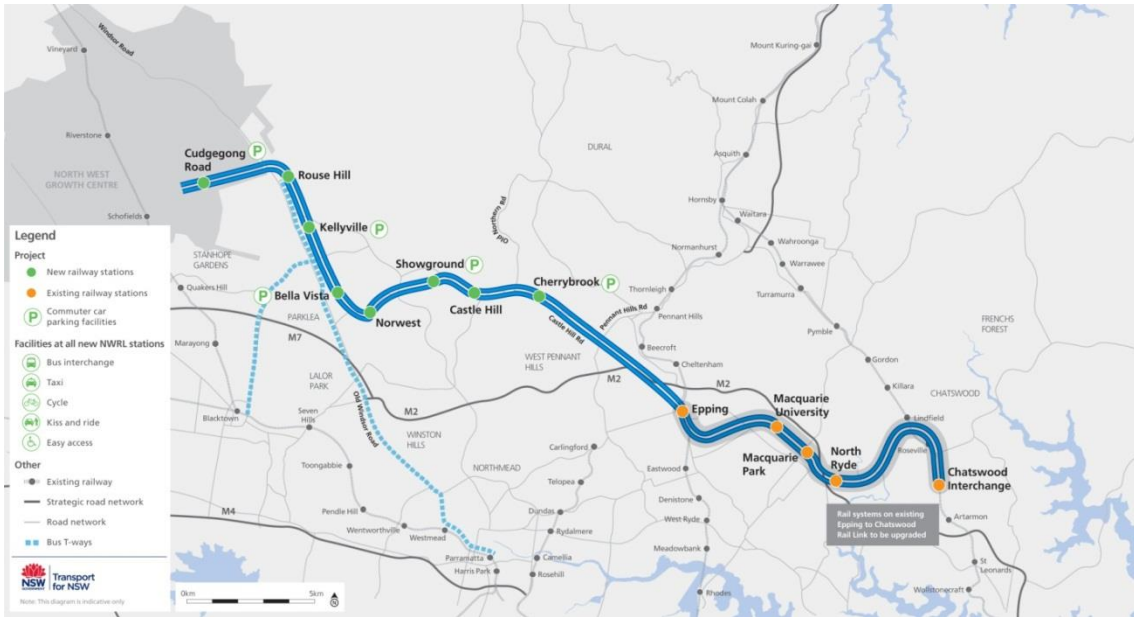 Windsor Road
Vineyard
Riverstone
NORTH WEST
GROWTH CENTRE
Schofields
Cudgegong
Road
P
Rouse Hill
Kellyville
P
STANHOPE
GARDENS
Quakers Hill
P
Bella Vista
PARKLEA
Norwest
Showground
P
Castle Hill
Cherrybrook
P
Old Northern Rd
DURAL
Mount Kuring-gai
Mount Colah
Asquith
Hornsby
Waitara
Wahroonga
Warrawee
Turramurra
Normanhurst
Thornleigh
Pennant Hills Rd
Pennant Hills
Castle Hill Rd
Beecroft
Cheltenham
Pymble
Gordon
Killara
FRENCHS
FOREST
CHATSWOOD
Lindfield
Roseville
Marayong
M7
LALOR
PARK
Blacktown
Seven
Hills
Old Windsor Road
M2
WINSTON
HILLS
WEST PENNANT
HILLS
M2
M2
Epping
Macquarie
University
Macquarie
Park
North
Ryde
Chatswood
Interchange
Rail systems on existing
Epping to Chatswood
Rail Link to be upgraded
Toongabbie
Pendle Hill
Wentworthville
Westmead
M4
Parramatta
Harris Park
NORTHMEAD
Carlingford
Telopea
Dundas
Rydalmere
Camellia
Rosehill
Eastwood
Denistone
West Ryde
Meadowbank
Rhodes
Artarmon
St
Leonards
Wollstonecraft
Legend
Project
New railway stations
Existing railway stations
P
Commuter car
parking facilities
Facilities at all new NWRL stations
Bus interchange
Taxi
Cycle
Kiss and ride
Easy access
Other
Existing railway
Strategic road network
Road network
Bus T-ways
NSW
GOVERNMENT
Transport
for NSW
Note: This diagram is indicative only
0km
5km
N